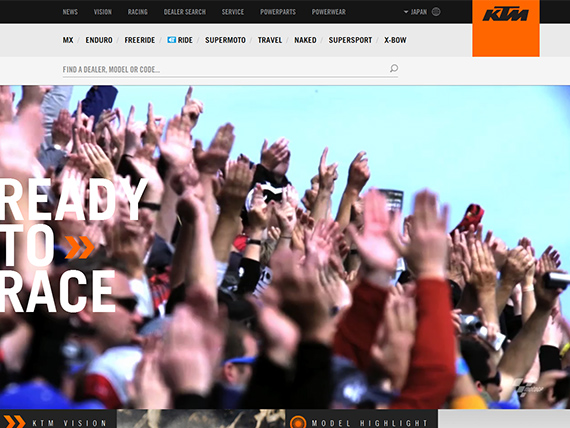 NEWS VISION RACING DEALER SEARCH SERVICE POWERPARTS POWERWEAR JAPAN
KTM
MX / ENDURO / FREERIDE / E RIDE / SUPERMOTO / TRAVEL / NAKED / SUPERSPORT / X-BOW
FIND A DEALER, MODEL OR CODE...
READY
TO
RACE
KTM VISION
MODEL HIGHLIGHT